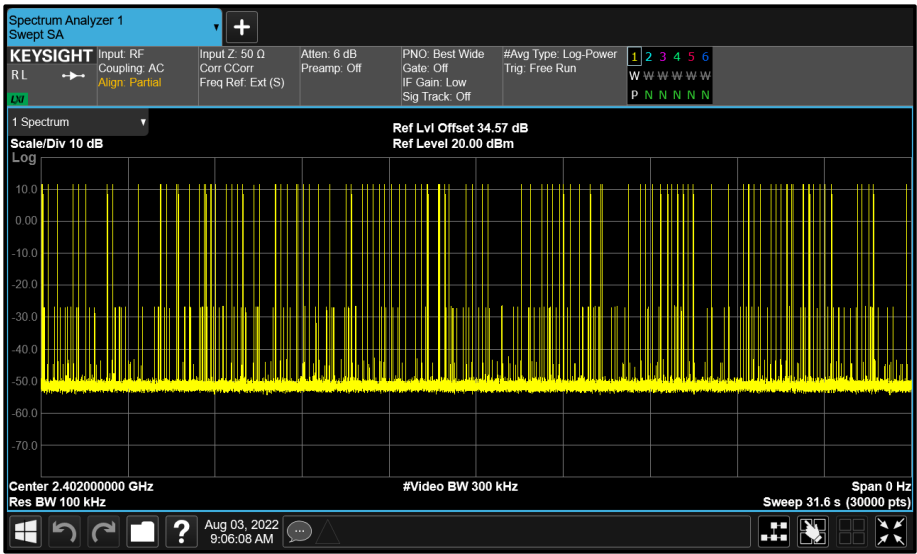 Spectrum Analyzer 1
Swept SA
KEYSIGHT Input: RF Input Z: 50 Ω Atten: 6 dB PNO: Best Wide #Avg Type: Log-Power 1 2 3 4 5 6
RL Coupling: AC Corr CCorr Preamp: Off Gate: Off Trig: Free Run W W W W W W
Align: Partial Freq Ref: Ext (S) IF Gain: Low P N N N N N
LXI Sig Track: Off
1 Spectrum
Ref Lvl Offset 34.57 dB
Scale/Div 10 dB Ref Level 20.00 dBm
Log
10.0
0.00
-10.0
-20.0
-30.0
-40.0
-50.0
-60.0
-70.0
Center 2.402000000 GHz #Video BW 300 kHz Span 0 Hz
Res BW 100 kHz Sweep 31.6 s (30000 pts)
? Aug 03, 2022
9:06:08 AM